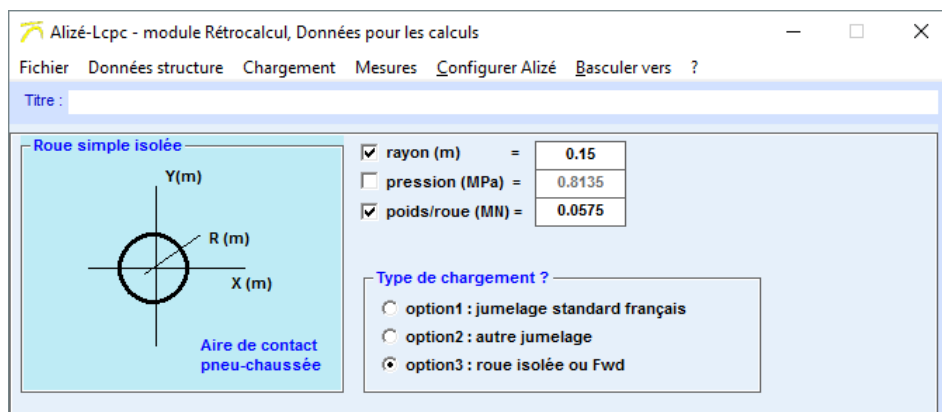 Alizé-Lcpc - module Rétrocalcul, Données pour les calculs
Fichier Données structure Chargement Mesures Configurer Alizé Basculer vers ?
Titre :
Roue simple isolée
Y(m)
R (m)
X (m)
Aire de contact
pneu-chaussée
rayon (m) = 0.15
pression (MPa) = 0.8135
poids/roue (MN) = 0.0575
Type de chargement ?
option1 : jumelage standard français
option2 : autre jumelage
option3 : roue isolée ou Fwd